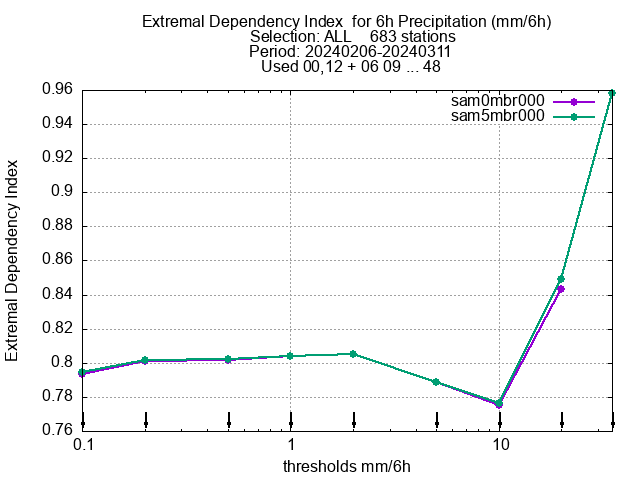 Extremal Dependency Index  for 6h Precipitation (mm/6h)
Selection: ALL    683 stations
Period: 20240206-20240311
Used 00,12 + 06 09 ... 48
sam0mbr000
sam5mbr000
0.96
0.94
0.92
0.9
0.88
0.86
0.84
0.82
0.8
0.78
0.76
Extremal Dependency Index
0.1 1 10
thresholds mm/6h